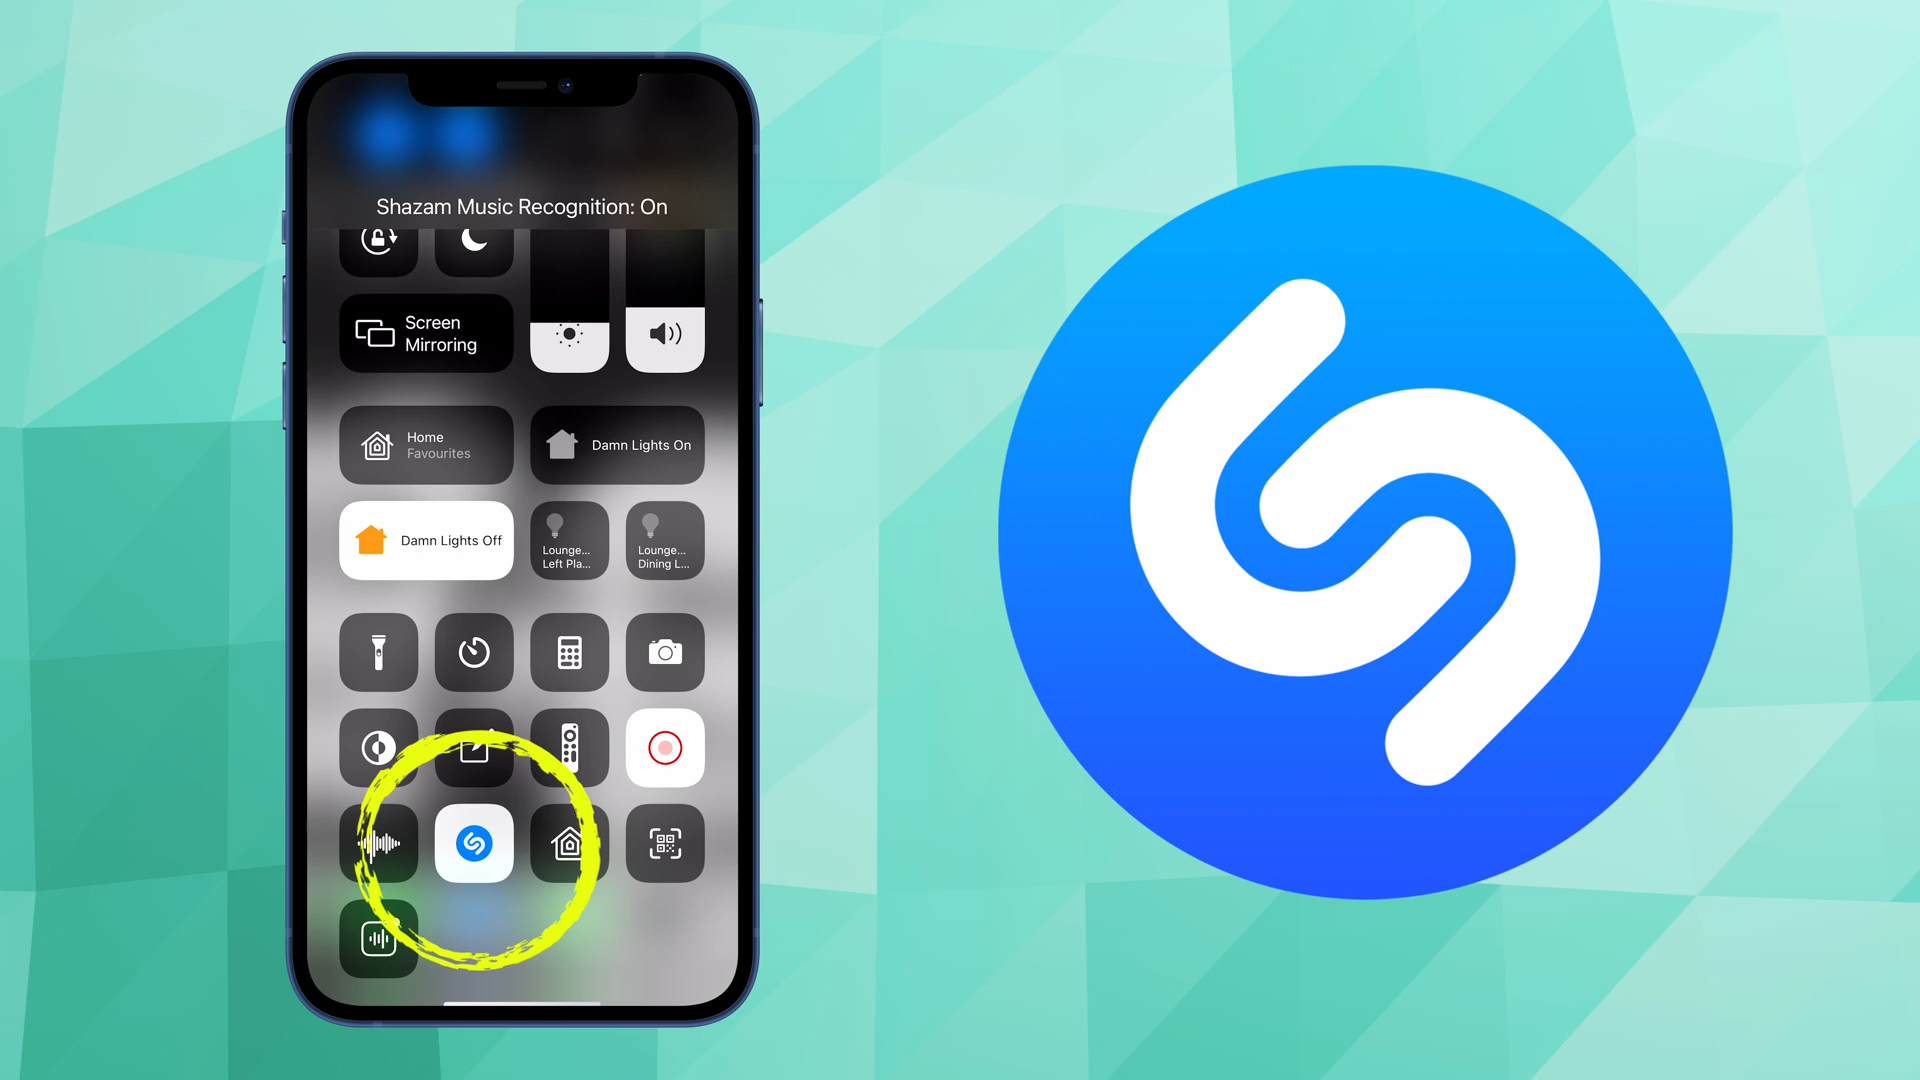 Shazam Music Recognition: On
Screen
Mirroring
Home
Favourites
Damn Lights On
Damn Lights Off
Lounge...
Left Pla...
Lounge...
Dining L...